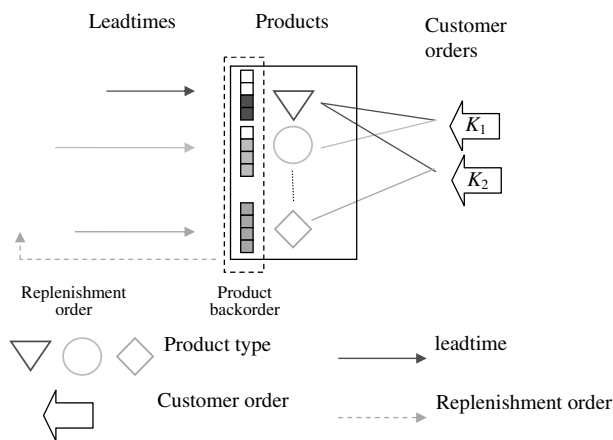 Leadtimes
Products
Customer
orders
K1
K2
Replenishment
order
Product
backorder
Product type
leadtime
Customer order
Replenishment order